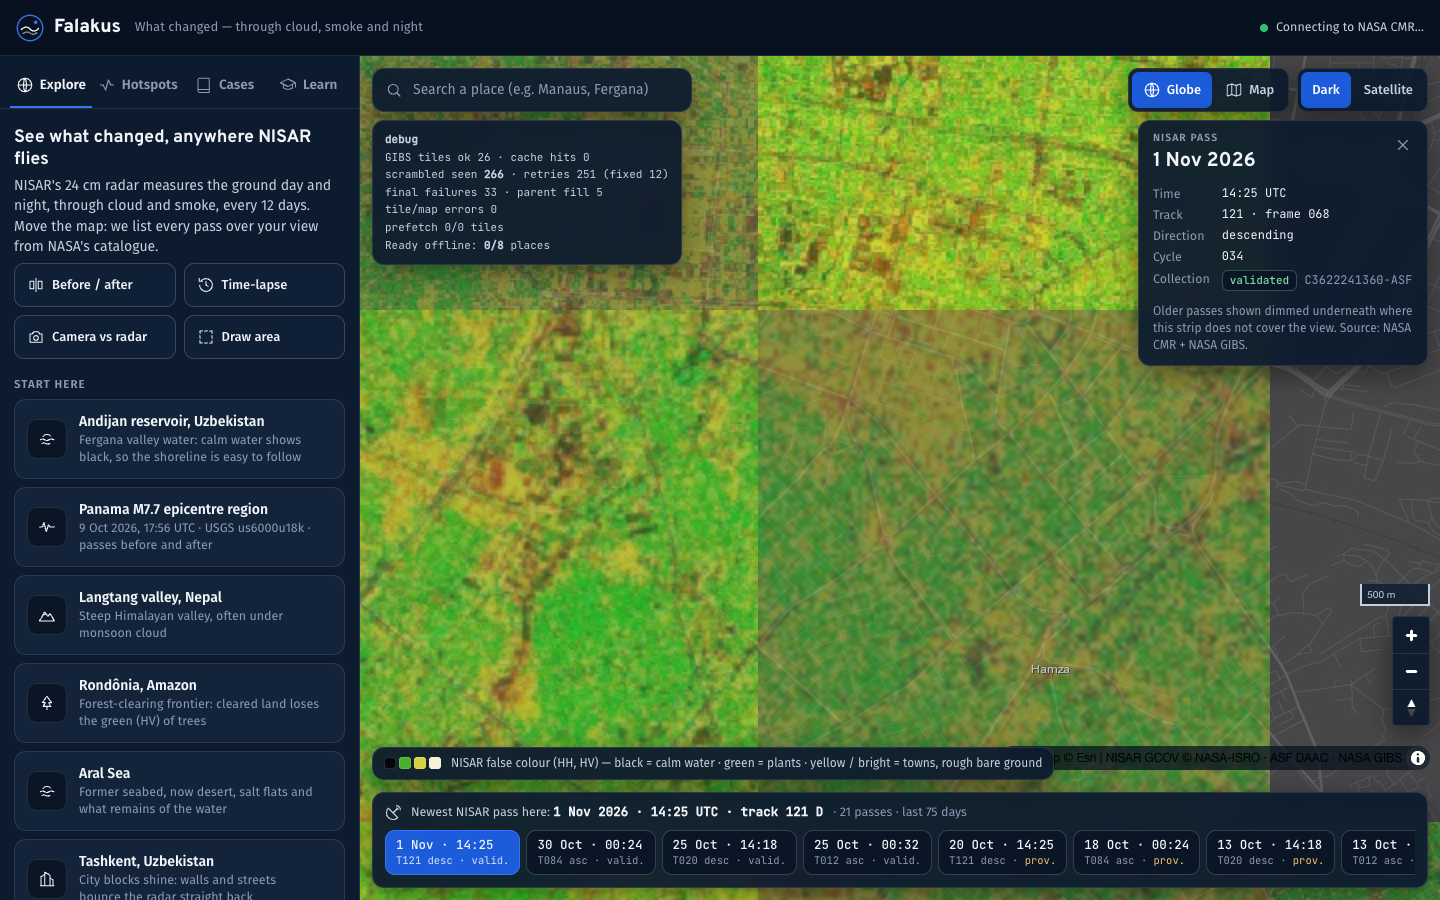 Falakus
What changed — through cloud, smoke and night
Connecting to NASA CMR...
Explore
Hotspots
Cases
Learn
See what changed, anywhere NISAR
flies
NISAR's 24 cm radar measures the ground day and
night, through cloud and smoke, every 12 days.
Move the map: we list every pass over your view
from NASA's catalogue.
Before / after
Time-lapse
Camera vs radar
Draw area
START HERE
Andijan reservoir, Uzbekistan
Fergana valley water: calm water shows
black, so the shoreline is easy to follow
Panama M7.7 epicentre region
9 Oct 2026, 17:56 UTC · USGS us6000u18k ·
passes before and after
Langtang valley, Nepal
Steep Himalayan valley, often under
monsoon cloud
Rondônia, Amazon
Forest-clearing frontier: cleared land loses
the green (HV) of trees
Aral Sea
Former seabed, now desert, salt flats and
what remains of the water
Tashkent, Uzbekistan
City blocks shine: walls and streets
bounce the radar straight back
Search a place (e.g. Manaus, Fergana)
debug
GIBS tiles ok 26 · cache hits 0
scrambled seen 266 · retries 251 (fixed 12)
final failures 33 · parent fill 5
tile/map errors 0
prefetch 0/0 tiles
Ready offline: 0/8 places
Globe
Map
Dark
Satellite
NISAR PASS
1 Nov 2026
Time 14:25 UTC
Track 121 · frame 068
Direction descending
Cycle 034
Collection validated C3622241360-ASF
Older passes shown dimmed underneath where
this strip does not cover the view. Source: NASA
CMR + NASA GIBS.
Hamza
500 m
NISAR false colour (HH, HV) — black = calm water · green = plants · yellow / bright = towns, rough bare ground
© Esri | NISAR GCOV © NASA-ISRO · ASF DAAC · NASA GIBS
Newest NISAR pass here: 1 Nov 2026 · 14:25 UTC · track 121 D · 21 passes · last 75 days
1 Nov · 14:25
T121 desc · valid.
30 Oct · 00:24
T084 asc · valid.
25 Oct · 14:18
T020 desc · valid.
25 Oct · 00:32
T012 asc · valid.
20 Oct · 14:25
T121 desc · prov.
18 Oct · 00:24
T084 asc · prov.
13 Oct · 14:18
T020 desc · prov.
13 Oct ·
T012 asc ·